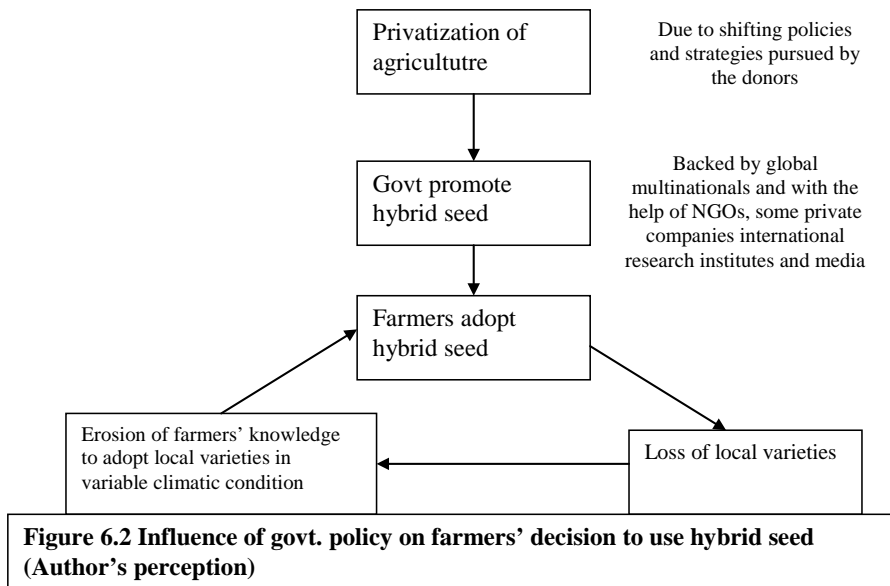 Privatization of
agricultutre
Due to shifting policies
and strategies pursued by
the donors
Govt promote
hybrid seed
Backed by global
multinationals and with the
help of NGOs, some private
companies international
research institutes and media
Farmers adopt
hybrid seed
Erosion of farmers’ knowledge
to adopt local varieties in
variable climatic condition
Loss of local varieties
Figure 6.2 Influence of govt. policy on farmers’ decision to use hybrid seed
(Author’s perception)